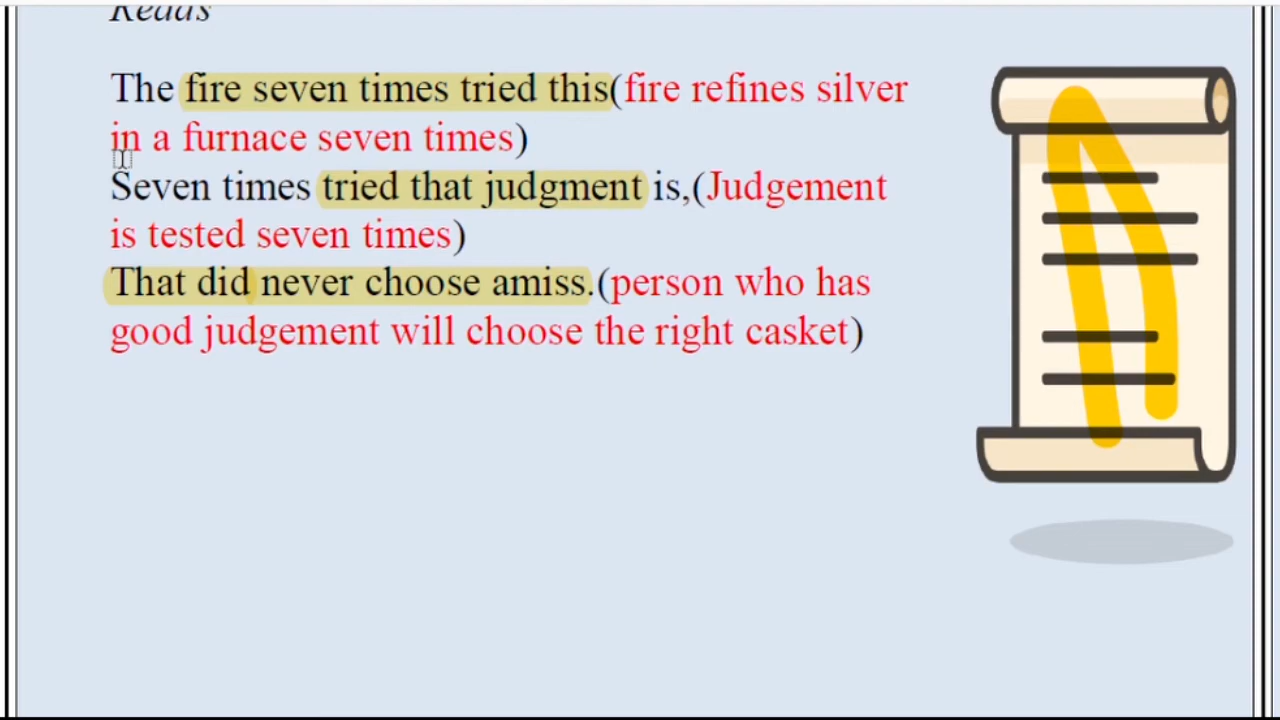 Reads
The fire seven times tried this(fire refines silver
in a furnace seven times)
Seven times tried that judgment is,(Judgement
is tested seven times)
That did never choose amiss.(person who has
good judgement will choose the right casket)